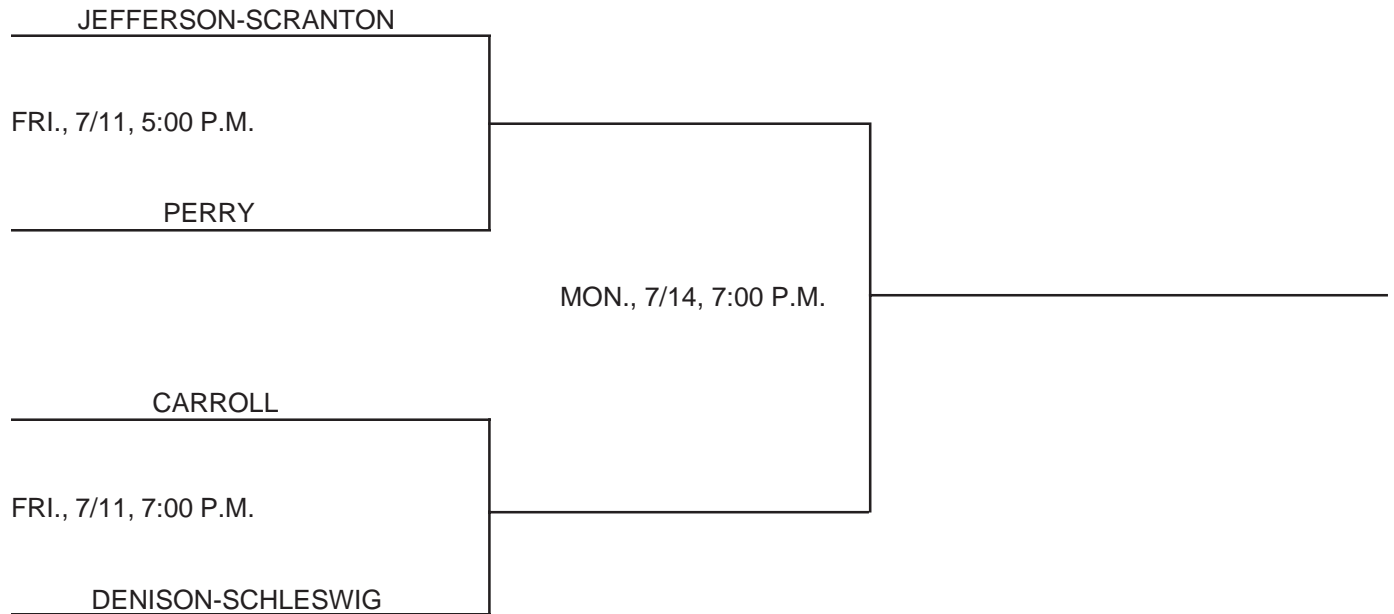 JEFFERSON-SCRANTON
FRI., 7/11, 5:00 P.M.
PERRY
MON., 7/14, 7:00 P.M.
CARROLL
FRI., 7/11, 7:00 P.M.
DENISON-SCHLESWIG